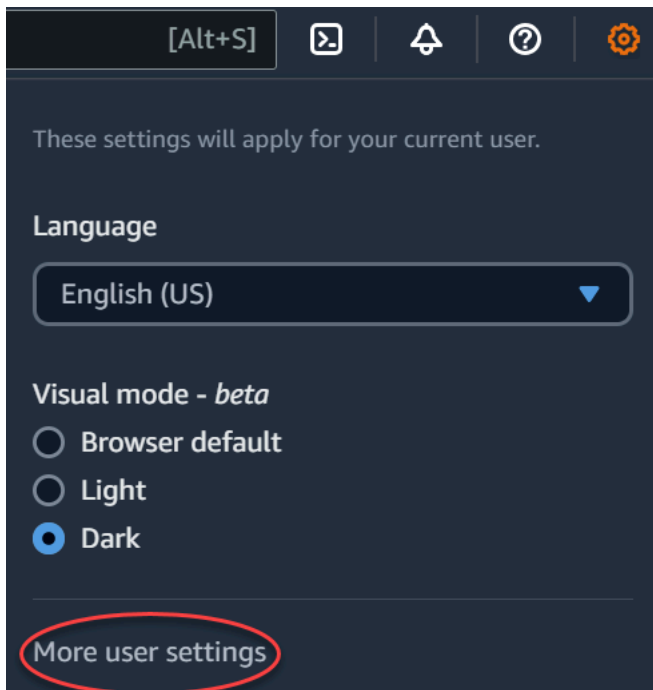 [Alt+S]
These settings will apply for your current user.
Language
English (US)
Visual mode - beta
Browser default
Light
Dark
More user settings